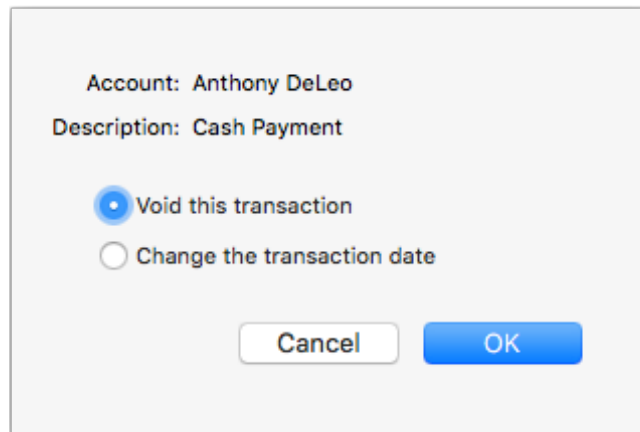 Account: Anthony DeLeo
Description: Cash Payment
Void this transaction
Change the transaction date
Cancel OK